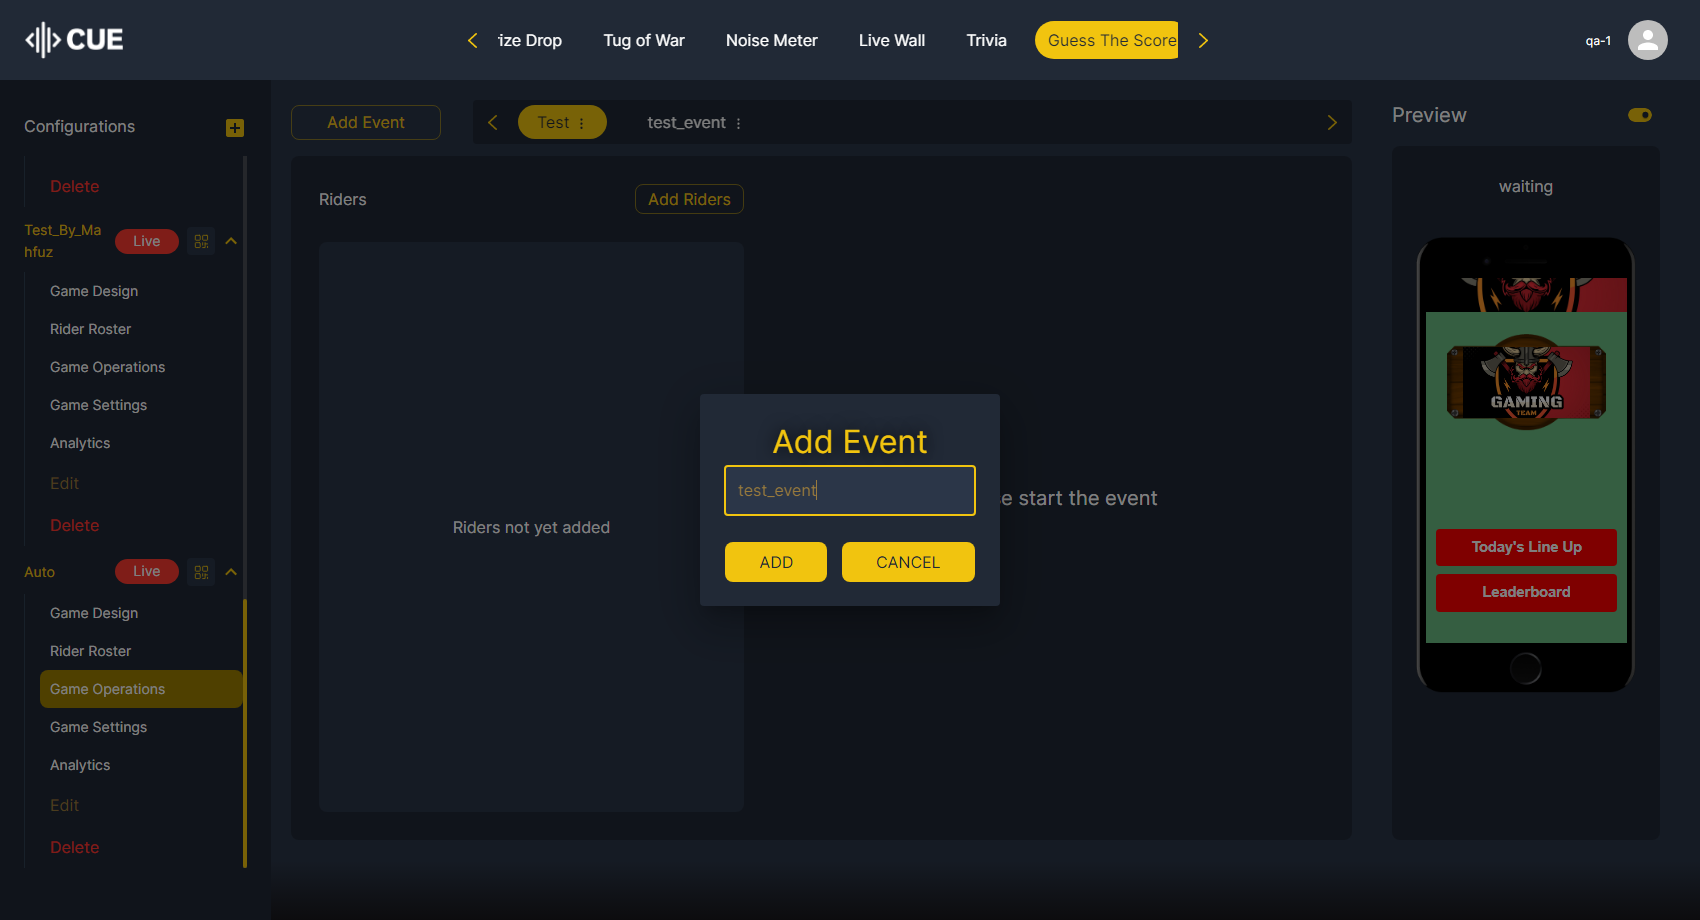 CUE
ize Drop
Tug of War
Noise Meter
Live Wall
Trivia
Guess The Score
qa-1
Configurations
Delete
Test_By_Ma
hfuz
Live
Game Design
Rider Roster
Game Operations
Game Settings
Analytics
Edit
Delete
Auto
Live
Game Design
Rider Roster
Game Operations
Game Settings
Analytics
Edit
Delete
Add Event
Test
test_event
Riders
Add Riders
Riders not yet added
Add Event
test_event
ADD
CANCEL
e start the event
Preview
waiting
GAMING
TEAM
Today's Line Up
Leaderboard